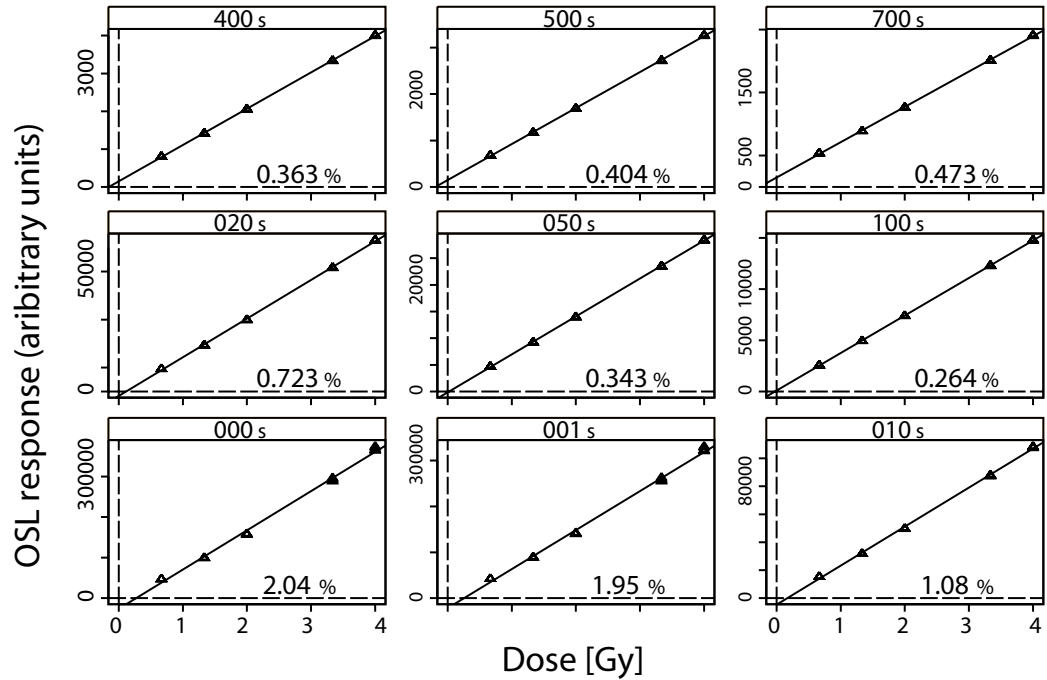 400 s 500 s 700 s
3000 0 0.363 %
2000 0 0.404 %
1500 500 0 0.473 %
020 s 050 s 100 s
50000 0 0.723 %
20000 0 0.343 %
10000 5000 0 0.264 %
000 s 001 s 010 s
300000 0 2.04 %
300000 0 1.95 %
80000 0 1.08 %
0 1 2 3 4
0 1 2 3 4
OSL response (aribitrary units)
Dose [Gy]